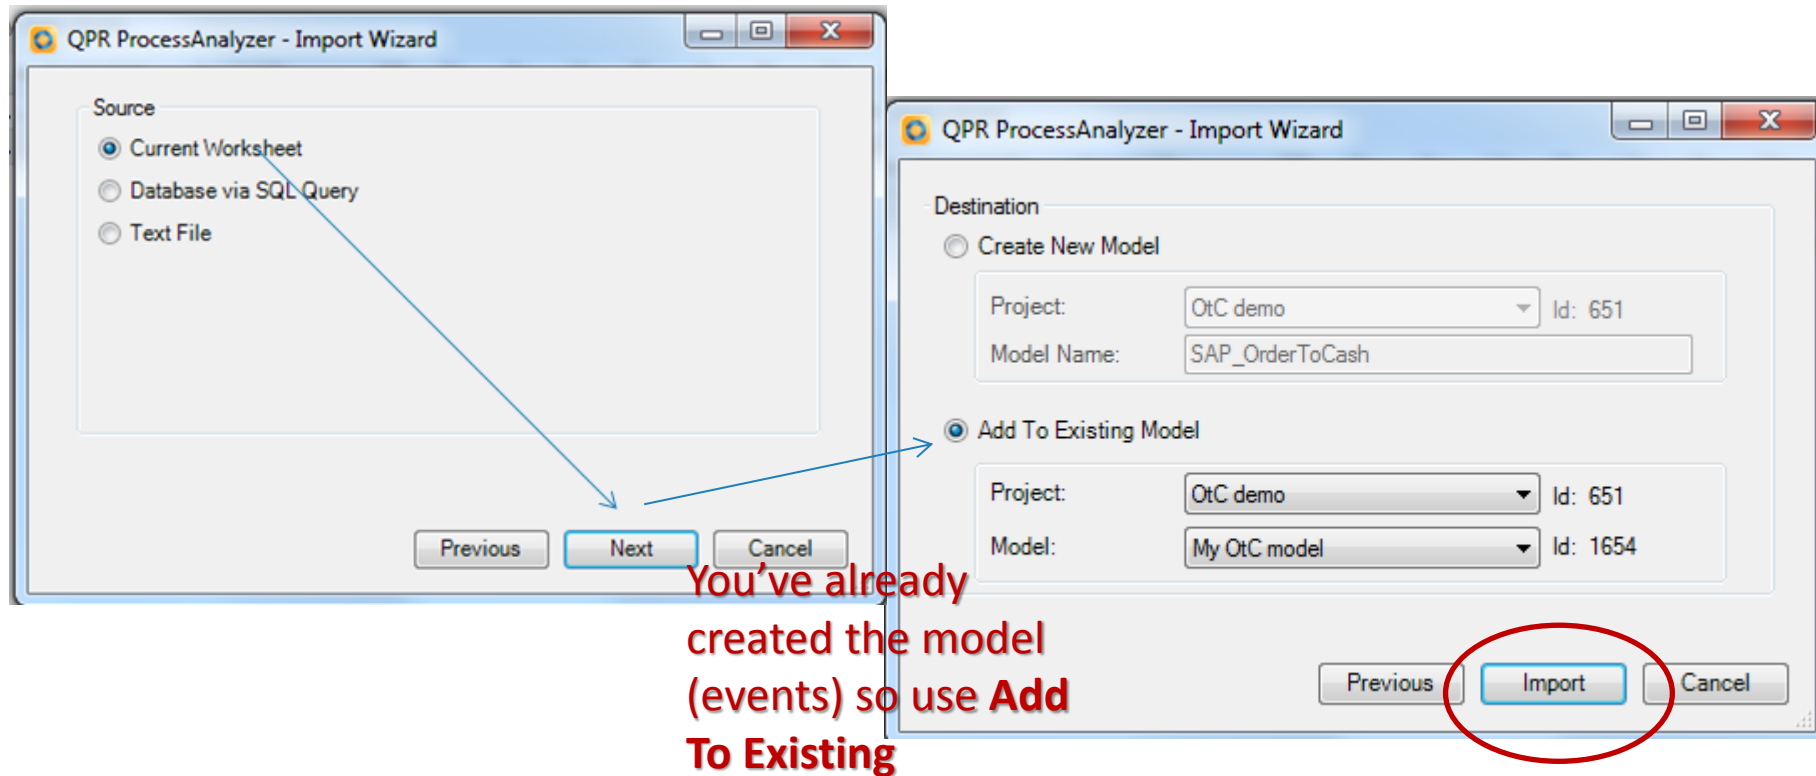 QPR ProcessAnalyzer - Import Wizard
Source
Current Worksheet
Database via SQL Query
Text File
Previous Next Cancel
QPR ProcessAnalyzer - Import Wizard
Destination
Create New Model
Project: OtC demo Id: 651
Model Name: SAP_OrderToCash
Add To Existing Model
Project: OtC demo Id: 651
Model: My OtC model Id: 1654
Previous Import Cancel
You’ve already
created the model
(events) so use Add
To Existing